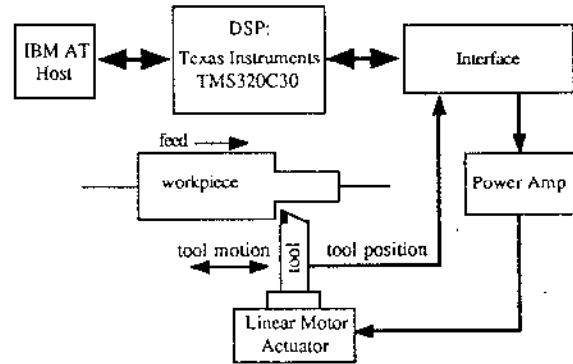 IBM AT
Host
DSP:
Texas Instruments
TMS320C30
Interface
feed
workpiece
Power Amp
tool motion
tool
tool position
Linear Motor
Actuator